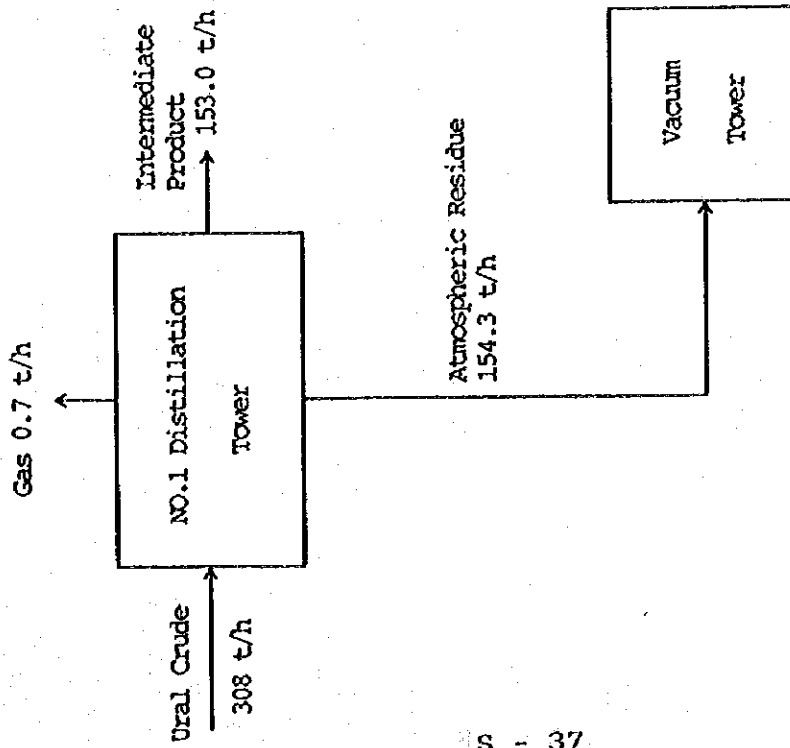 Gas 0.7 t/h
Intermediate
Product
153.0 t/h
Ural Crude
308 t/h
NO.1 Distillation
Tower
Atmospheric Residue
154.3 t/h
Vacuum
Tower
S - 37